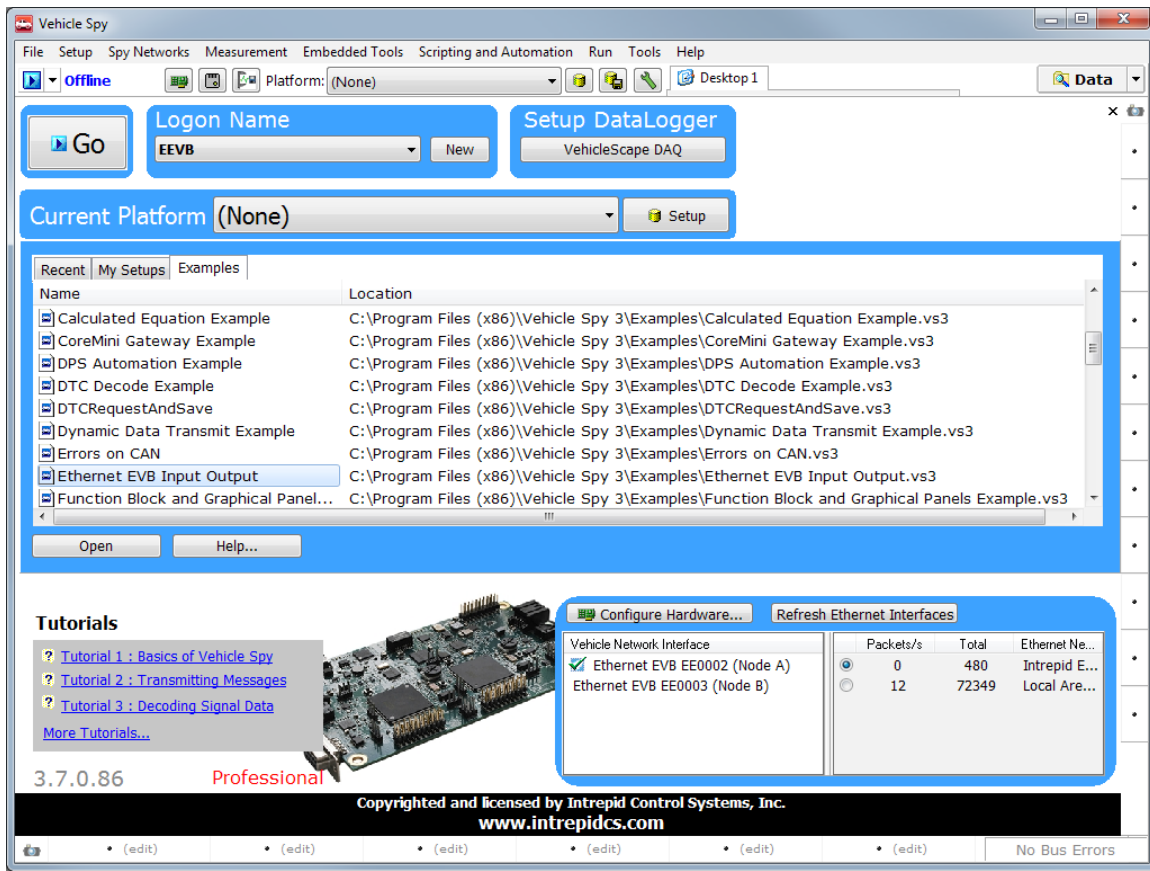 Vehicle Spy
File Setup Spy Networks Measurement Embedded Tools Scripting and Automation Run Tools Help
Offline Platform: (None) Desktop 1 Data
Go
Logon Name
EEVB New
Setup DataLogger
VehicleScape DAQ
Current Platform (None) Setup
Recent My Setups Examples
Name Location
Calculated Equation Example C:\Program Files (x86)\Vehicle Spy 3\Examples\Calculated Equation Example.vs3
CoreMini Gateway Example C:\Program Files (x86)\Vehicle Spy 3\Examples\CoreMini Gateway Example.vs3
DPS Automation Example C:\Program Files (x86)\Vehicle Spy 3\Examples\DPS Automation Example.vs3
DTC Decode Example C:\Program Files (x86)\Vehicle Spy 3\Examples\DTC Decode Example.vs3
DTCRequestAndSave C:\Program Files (x86)\Vehicle Spy 3\Examples\DTCRequestAndSave.vs3
Dynamic Data Transmit Example C:\Program Files (x86)\Vehicle Spy 3\Examples\Dynamic Data Transmit Example.vs3
Errors on CAN C:\Program Files (x86)\Vehicle Spy 3\Examples\Errors on CAN.vs3
Ethernet EVB Input Output C:\Program Files (x86)\Vehicle Spy 3\Examples\Ethernet EVB Input Output.vs3
Function Block and Graphical Panel... C:\Program Files (x86)\Vehicle Spy 3\Examples\Function Block and Graphical Panels Example.vs3
Open Help...
Tutorials
Tutorial 1 : Basics of Vehicle Spy
Tutorial 2 : Transmitting Messages
Tutorial 3 : Decoding Signal Data
More Tutorials...
3.7.0.86 Professional
Configure Hardware... Refresh Ethernet Interfaces
Vehicle Network Interface Packets/s Total Ethernet Ne...
Ethernet EVB EE0002 (Node A) 0 480 Intrepid E...
Ethernet EVB EE0003 (Node B) 12 72349 Local Are...
Copyrighted and licensed by Intrepid Control Systems, Inc.
www.intrepidcs.com
(edit) (edit) (edit) (edit) (edit) (edit) No Bus Errors